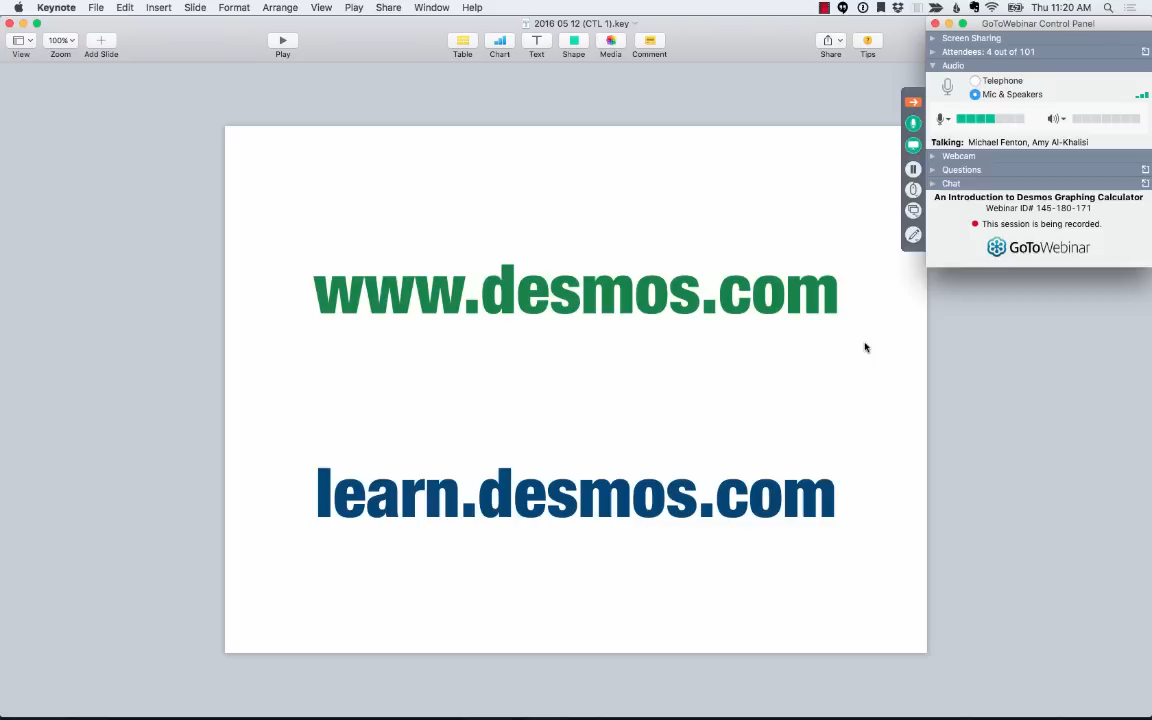 Keynote File Edit Insert Slide Format Arrange View Play Share Window Help Thu 11:20 AM
2016 05 12 (CTL 1).key
View 100% Zoom Add Slide Play Table Chart Text Shape Media Comment Share Tips
GoToWebinar Control Panel
Screen Sharing
Attendees: 4 out of 101
Audio
Telephone
Mic & Speakers
Talking: Michael Fenton, Amy Al-Khalisi
Webcam
Questions
Chat
An Introduction to Desmos Graphing Calculator
Webinar ID# 145-180-171
This session is being recorded.
GoToWebinar
www.desmos.com
learn.desmos.com